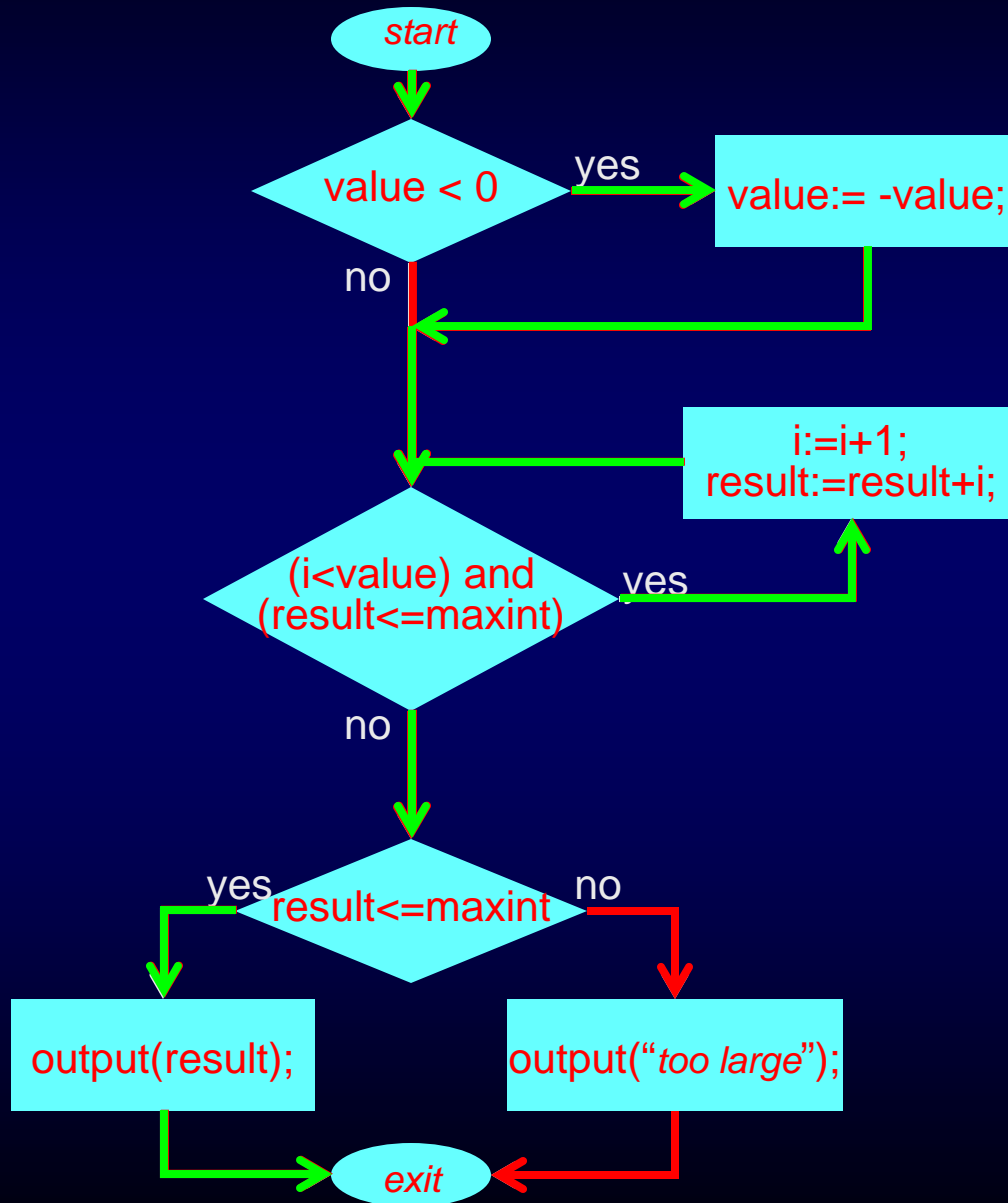 start
value < 0
yes
value:= -value;
no
i:=i+1;
result:=result+i;
(i<value) and
(result<=maxint)
yes
no
yes
result<=maxint
no
output(result);
output(“too large”);
exit